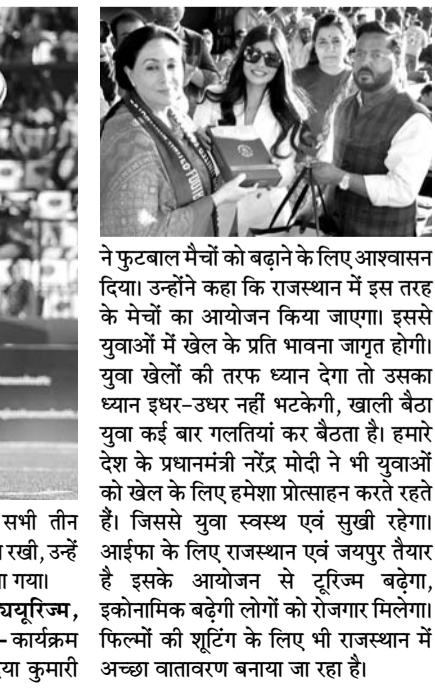 सभी तीन
रखी, उन्हें
गया।
- कार्यक्रम
कुमारी
ने फुटबाल मैचों को बढ़ाने के लिए आश्वासन
दिया। उन्होंने कहा कि राजस्थान में इस तरह
के मेचों का आयोजन किया जाएगा। इससे
युवाओं में खेल के प्रति भावना जागृत होगी।
युवा खेलों की तरफ ध्यान देगा तो उसका
ध्यान इधर-उधर नहीं भटकेगी, खाली बैठा
युवा कई बार गलतियां कर बैठता है। हमारे
देश के प्रधानमंत्री नरेंद्र मोदी ने भी युवाओं
को खेल के लिए हमेशा प्रोत्साहन करते रहते
हैं। जिससे युवा स्वस्थ एवं सुखी रहेगा।
आईफा के लिए राजस्थान एवं जयपुर तैयार
है इसके आयोजन से टूरिज्म बढ़ेगा,
इकोनामिक बढ़ेगी लोगों को रोजगार मिलेगा।
फिल्मों की शूटिंग के लिए भी राजस्थान में
अच्छा वातावरण बनाया जा रहा है।